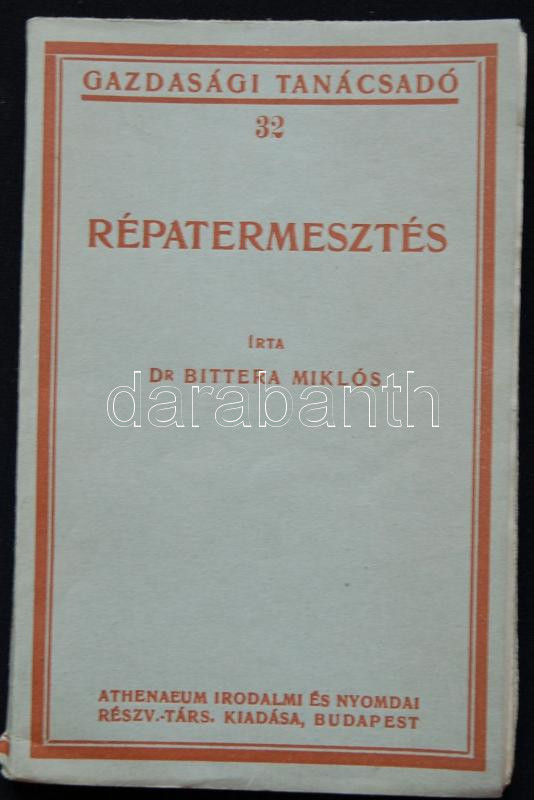 GAZDASÁGI TANÁCSADÓ
32
RÉPATERMESZTÉS
ÍRTA
DR BITTERA MIKLÓS
darabanth
ATHENAEUM IRODALMI ÉS NYOMDAI
RÉSZV.-TÁRS. KIADÁSA, BUDAPEST